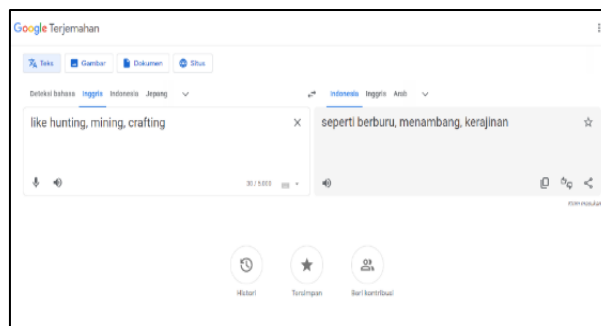 Google Terjemahan
Teks Gambar Dokumen Situs
Deteksi bahasa Inggris Indonesia Jepang Indonesia Inggris Arab
like hunting, mining, crafting
seperti berburu, menambang, kerajinan
30 / 5.000
Histori Tersimpan Beri kontribusi